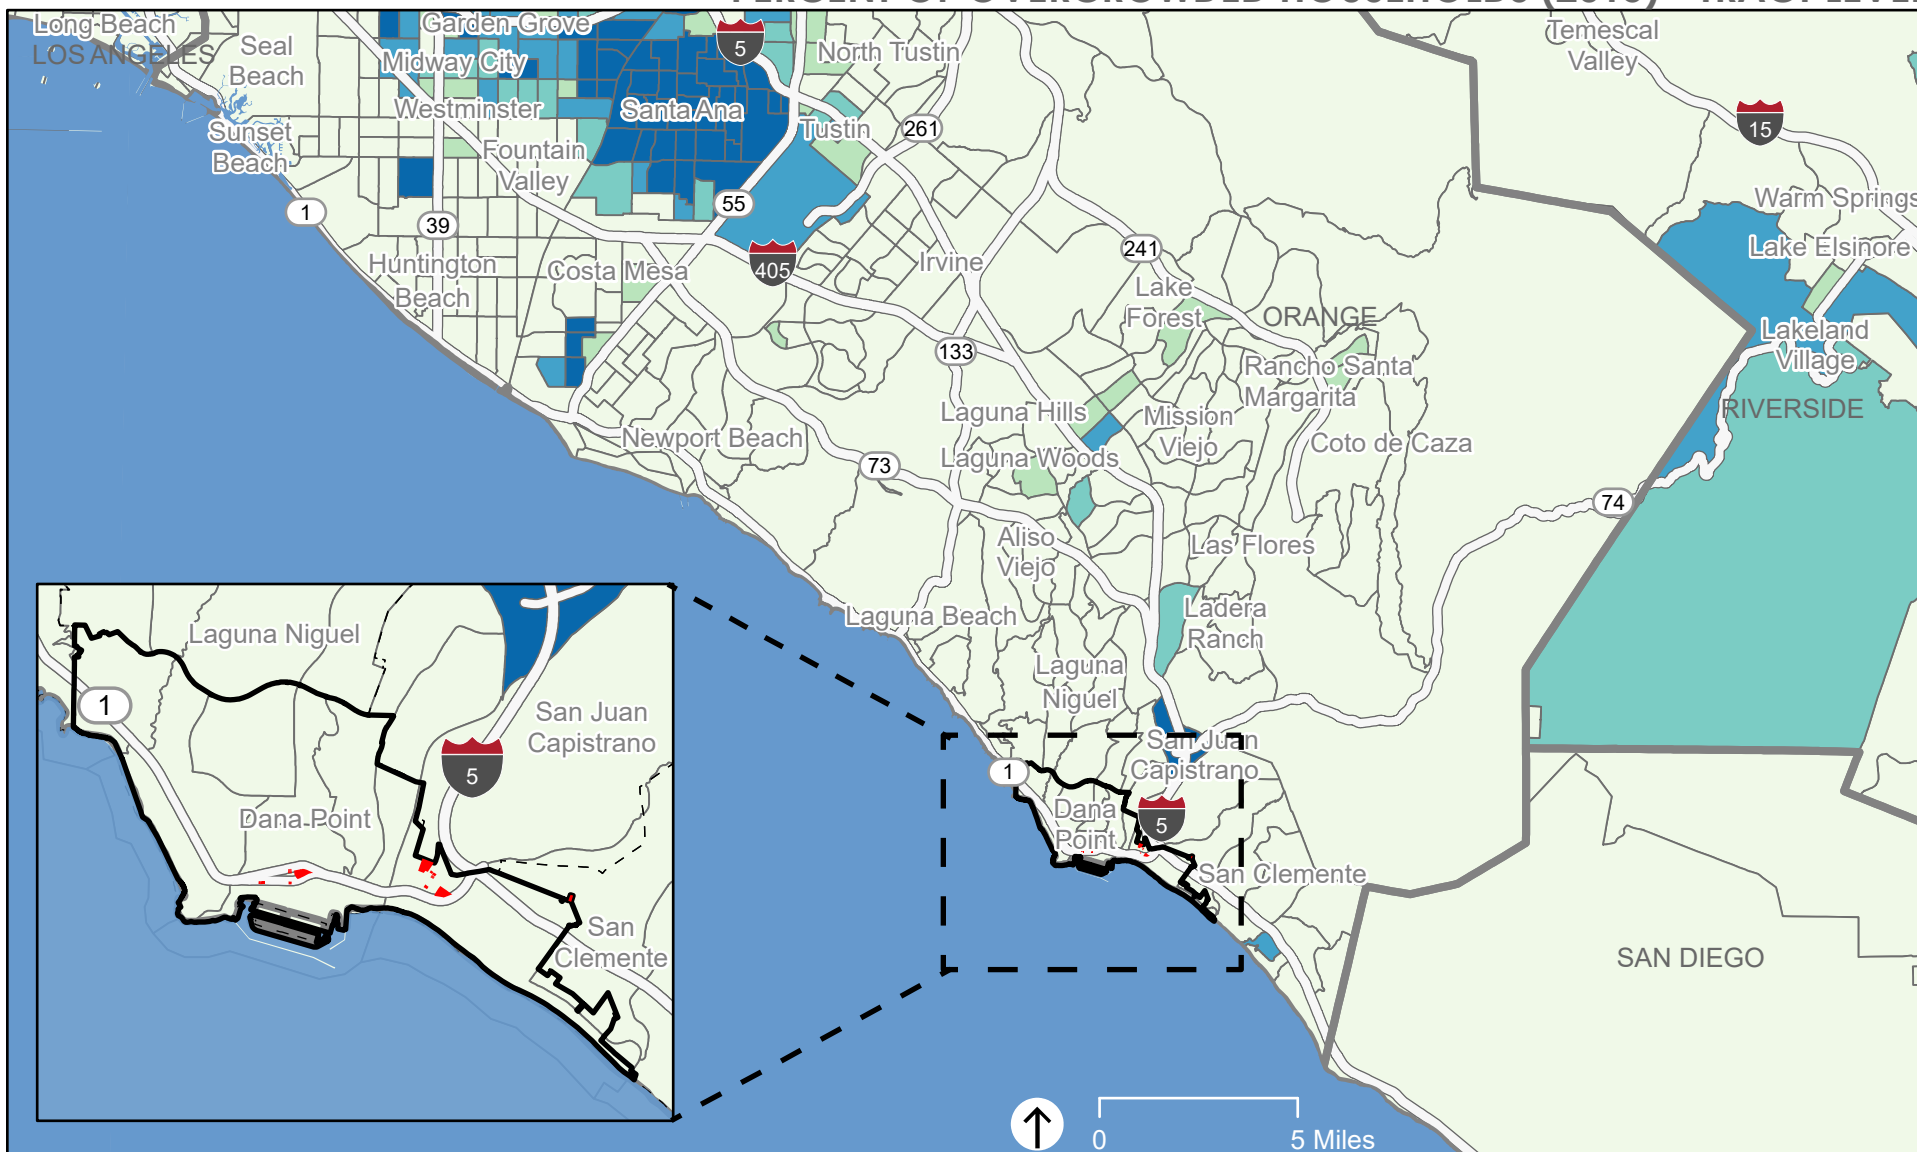 Long Beach
LOS ANGELES
Seal
Beach
Garden Grove
Midway City
Westminster
Sunset
Beach
Fountain
Valley
Santa Ana
5
North Tustin
Tustin
261
55
1
39
405
Huntington
Beach
Costa Mesa
Irvine
241
Lake
Forest
ORANGE
133
Rancho Santa
Margarita
Laguna Hills
Mission
Viejo
Newport Beach
Laguna Woods
Coto de Caza
73
74
Aliso
Viejo
Las Flores
Laguna Beach
Ladera
Ranch
Laguna
Niguel
San Juan
Capistrano
1
Dana
Point
5
San Clemente
Temescal
Valley
15
Warm Springs
Lake Elsinore
Lakeland
Village
RIVERSIDE
SAN DIEGO
Laguna Niguel
1
San Juan
Capistrano
5
Dana Point
San
Clemente
0 5 Miles